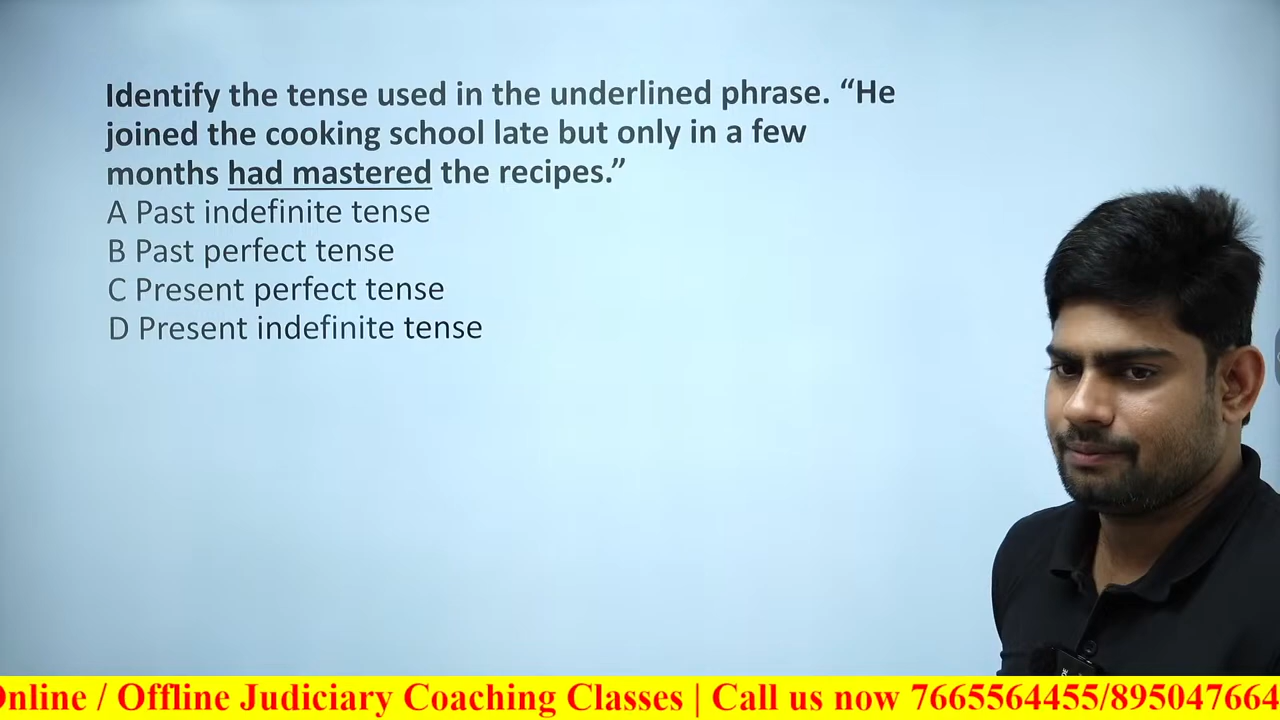 Identify the tense used in the underlined phrase. “He
joined the cooking school late but only in a few
months had mastered the recipes.”
A Past indefinite tense
B Past perfect tense
C Present perfect tense
D Present indefinite tense
Online / Offline Judiciary Coaching Classes | Call us now 7665564455/895047664